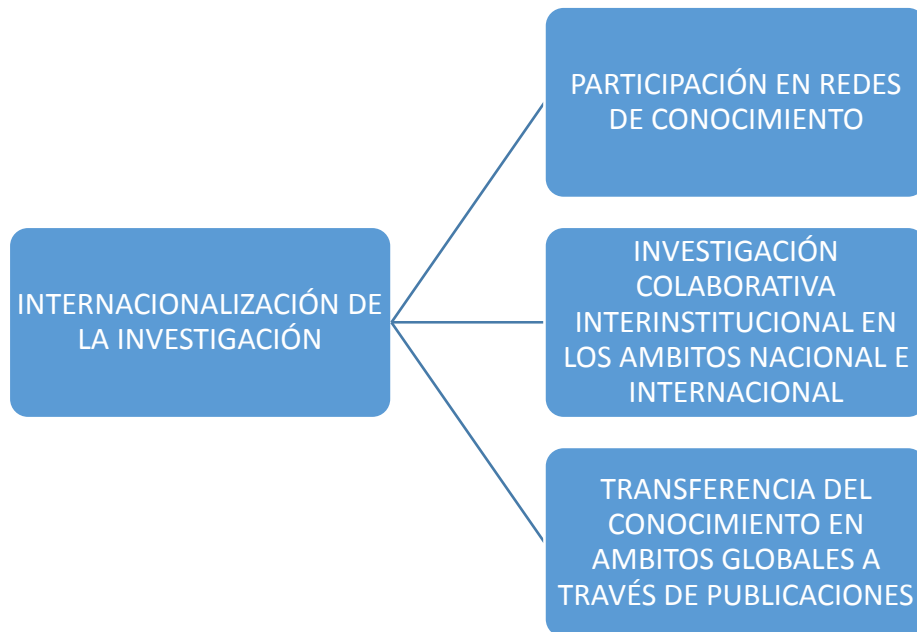 INTERNACIONALIZACIÓN DE
LA INVESTIGACIÓN
PARTICIPACIÓN EN REDES
DE CONOCIMIENTO
INVESTIGACIÓN
COLABORATIVA
INTERINSTITUCIONAL EN
LOS AMBITOS NACIONAL E
INTERNACIONAL
TRANSFERENCIA DEL
CONOCIMIENTO EN
AMBITOS GLOBALES A
TRAVÉS DE PUBLICACIONES